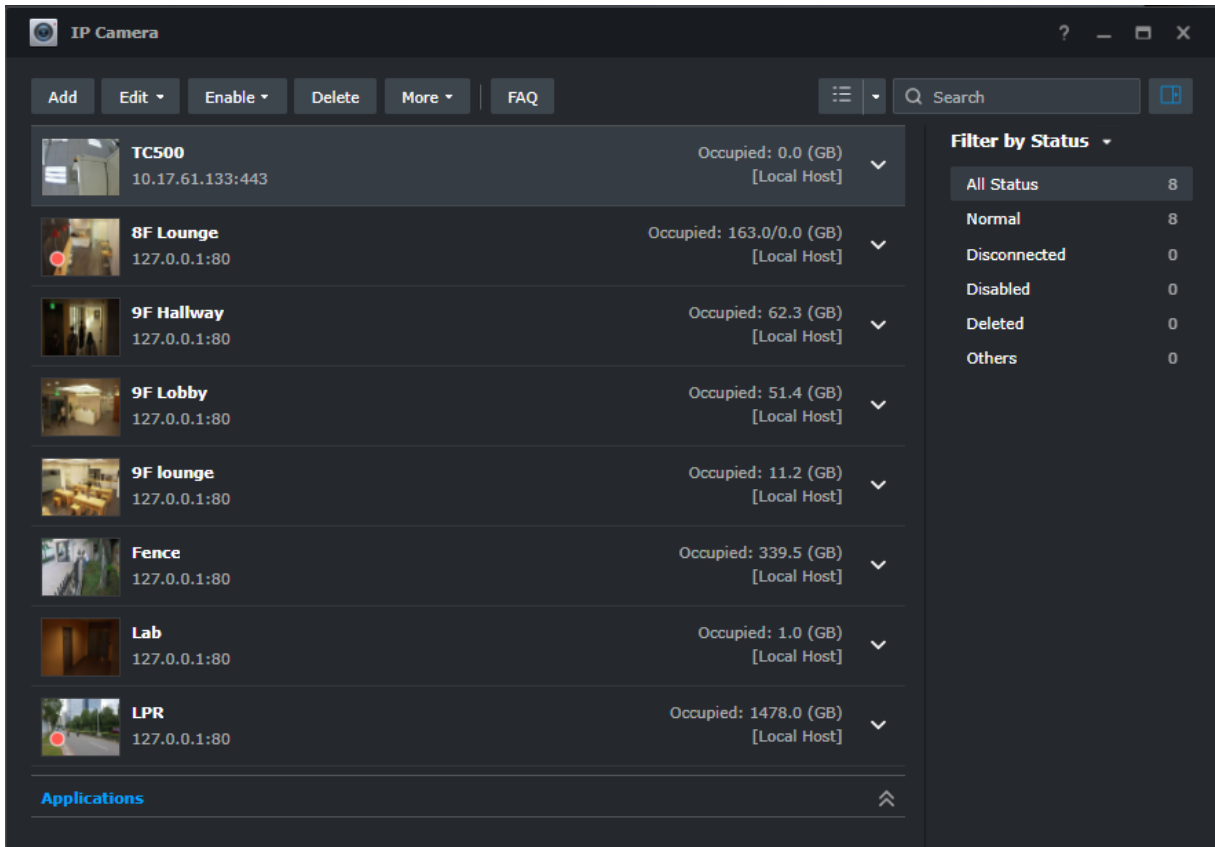 IP Camera
?
Add Edit Enable Delete More FAQ Search
TC500 Occupied: 0.0 (GB)
10.17.61.133:443 [Local Host]
8F Lounge Occupied: 163.0/0.0 (GB)
127.0.0.1:80 [Local Host]
9F Hallway Occupied: 62.3 (GB)
127.0.0.1:80 [Local Host]
9F Lobby Occupied: 51.4 (GB)
127.0.0.1:80 [Local Host]
9F lounge Occupied: 11.2 (GB)
127.0.0.1:80 [Local Host]
Fence Occupied: 339.5 (GB)
127.0.0.1:80 [Local Host]
Lab Occupied: 1.0 (GB)
127.0.0.1:80 [Local Host]
LPR Occupied: 1478.0 (GB)
127.0.0.1:80 [Local Host]
Applications
Filter by Status
All Status 8
Normal 8
Disconnected 0
Disabled 0
Deleted 0
Others 0